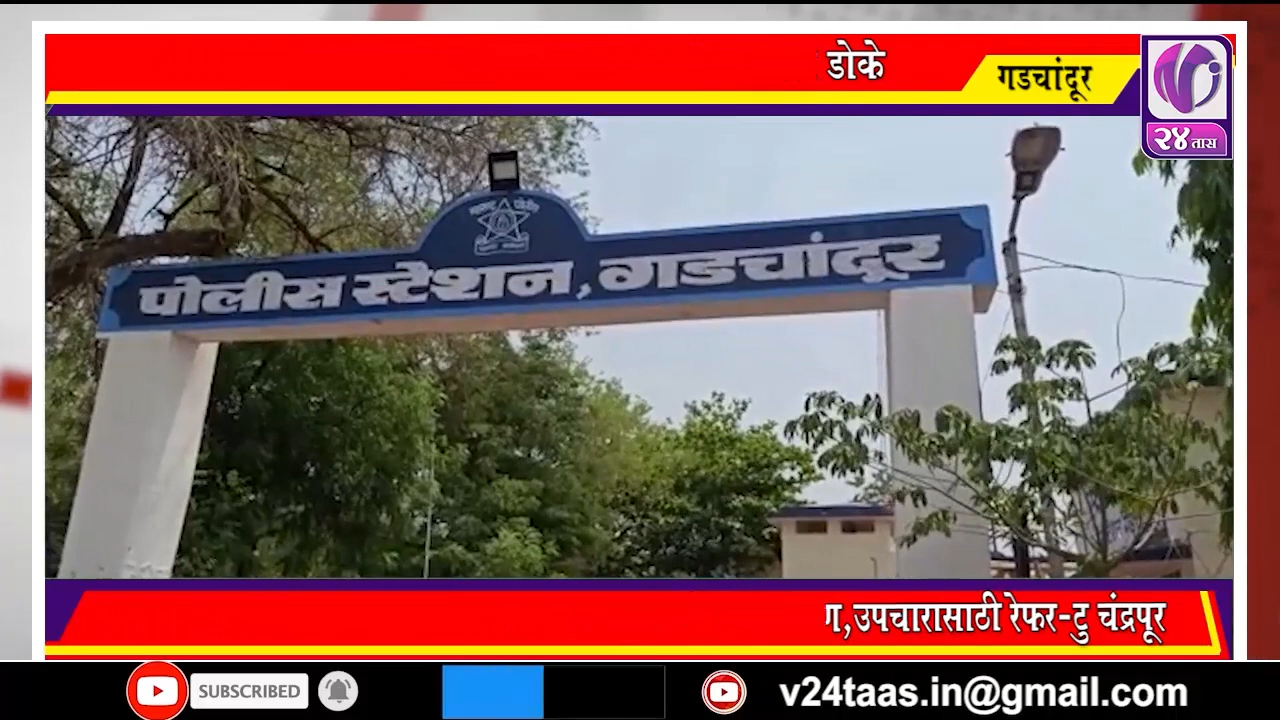 डोके
गडचांदूर
२४ तास
पोलीस स्टेशन, गडचांदूर
ग,उपचारासाठी रेफर-टु चंद्रपूर
SUBSCRIBED
v24taas.in@gmail.com